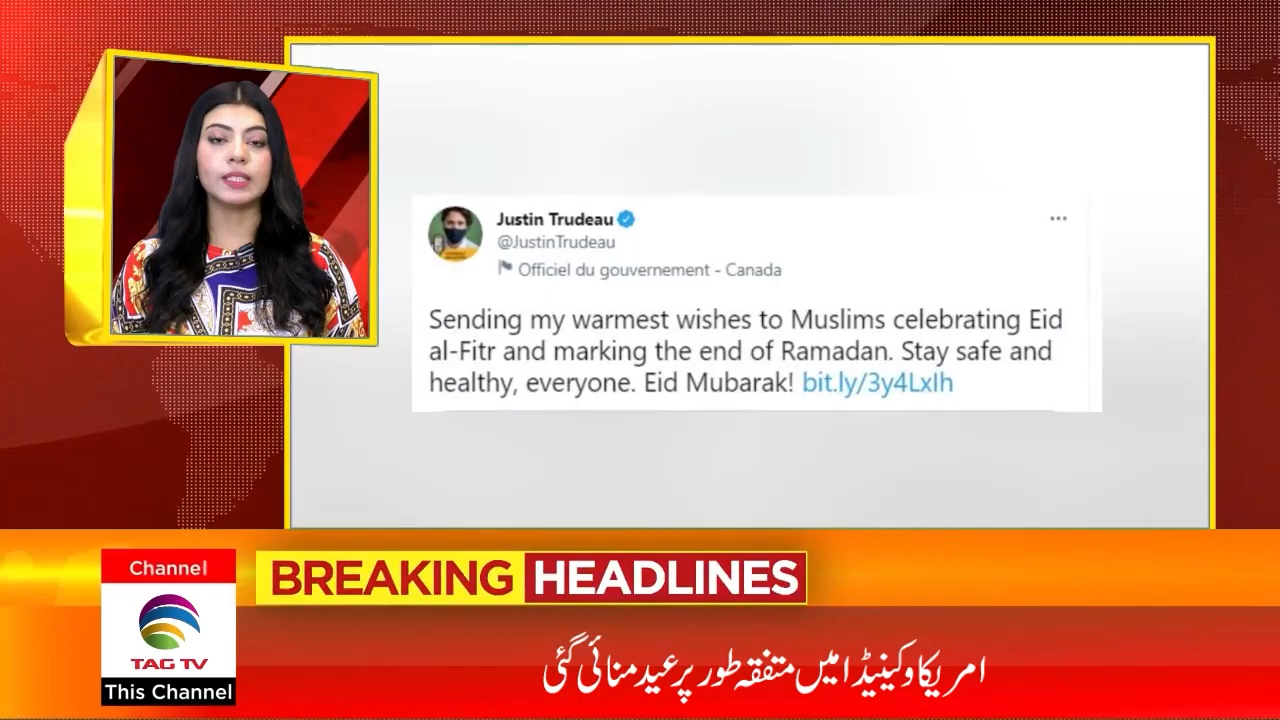 Justin Trudeau
@JustinTrudeau
Officiel du gouvernement - Canada
Sending my warmest wishes to Muslims celebrating Eid
al-Fitr and marking the end of Ramadan. Stay safe and
healthy, everyone. Eid Mubarak! bit.ly/3y4LxIh
Channel
TAG TV
This Channel
BREAKING HEADLINES
امریکا و کینیڈا میں متفقہ طور پر عید منائی گئی